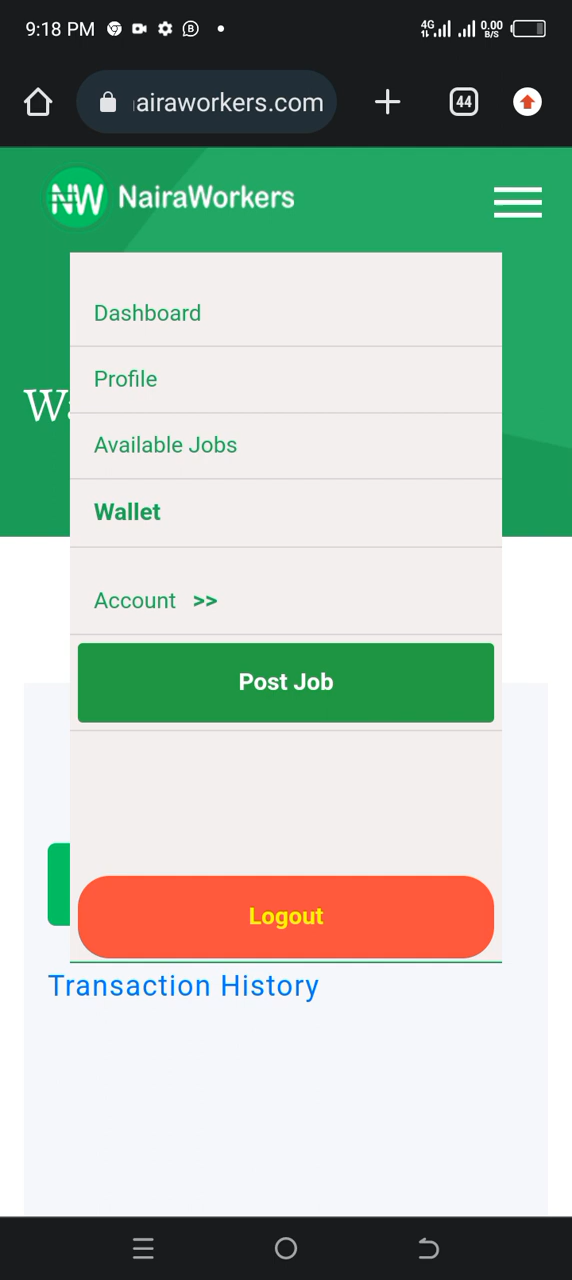 9:18 PM
4G
0.00
B/S
airaworkers.com
44
NW NairaWorkers
Dashboard
Profile
Available Jobs
Wallet
Account >>
Post Job
Logout
Transaction History